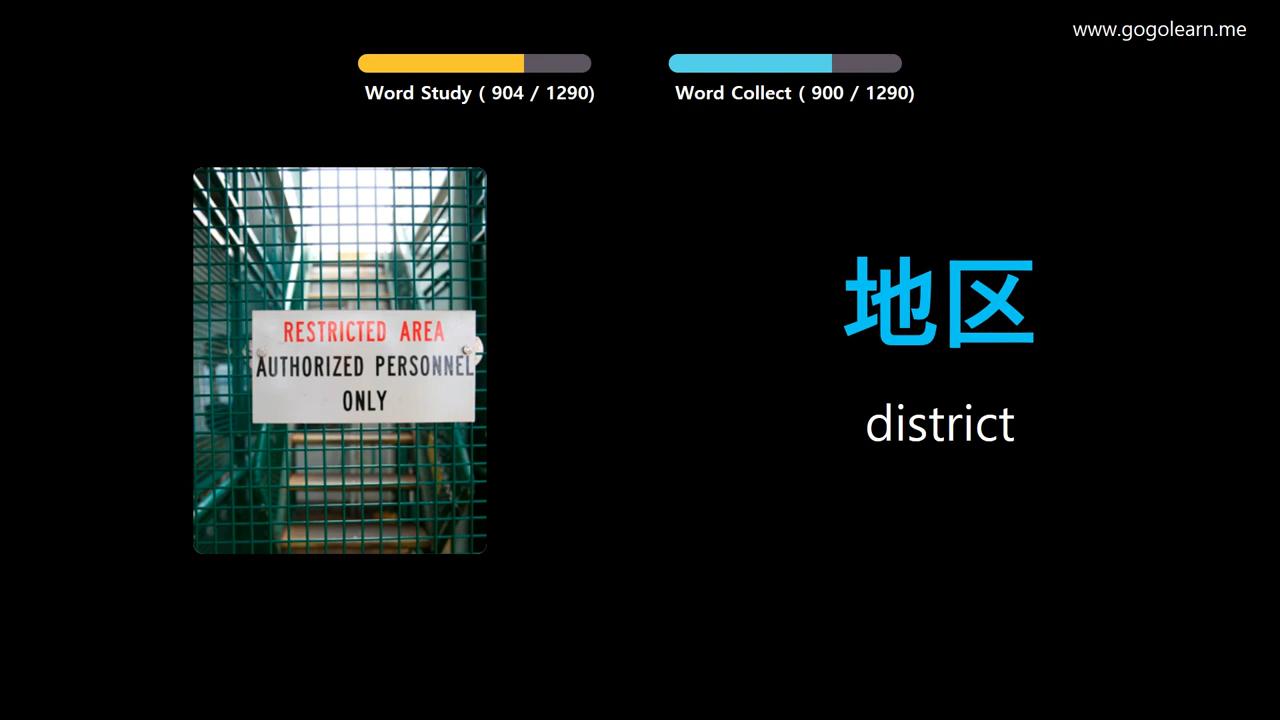 www.gogolearn.me
Word Study ( 904 / 1290)
Word Collect ( 900 / 1290)
RESTRICTED AREA
AUTHORIZED PERSONNEL
ONLY
地区
district